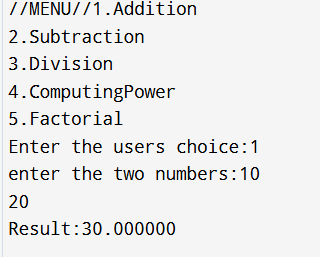 //MENU//1.Addition
2.Subtraction
3.Division
4.ComputingPower
5.Factorial
Enter the users choice:1
enter the two numbers:10
20
Result:30.000000